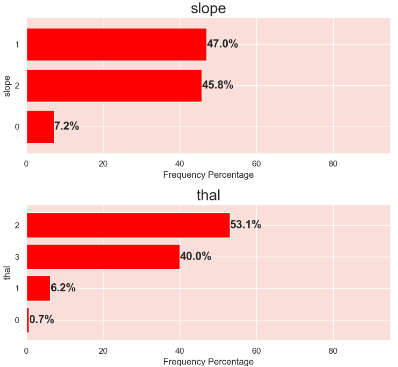 slope
1
47.0%
2
45.8%
0
7.2%
slope
0 20 40 60 80
Frequency Percentage
thal
2
53.1%
3
40.0%
1
6.2%
0
0.7%
thal
0 20 40 60 80
Frequency Percentage